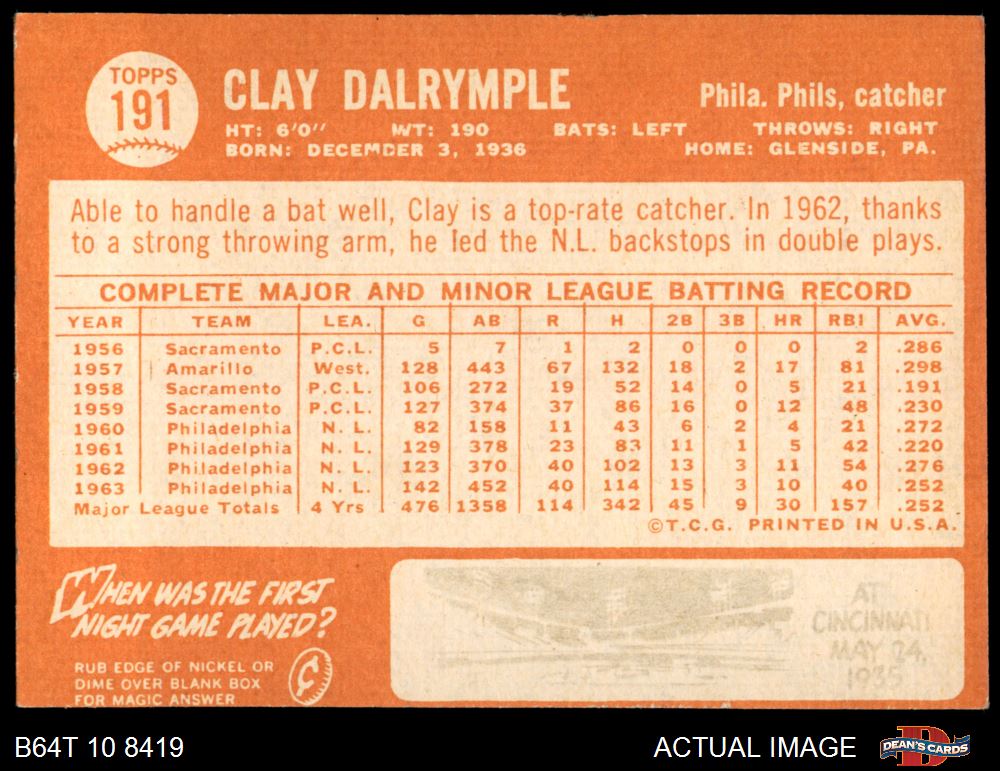 TOPPS
191
CLAY DALRYMPLE
Phila. Phils, catcher
HT: 6'0" WT: 190 BATS: LEFT THROWS: RIGHT
BORN: DECEMBER 3, 1936 HOME: GLENSIDE, PA.
Able to handle a bat well, Clay is a top-rate catcher. In 1962, thanks
to a strong throwing arm, he led the N.L. backstops in double plays.
COMPLETE MAJOR AND MINOR LEAGUE BATTING RECORD
YEAR TEAM LEA. G AB R H 2B 3B HR RBI AVG.
1956 Sacramento P.C.L. 5 7 1 2 0 0 0 2 .286
1957 Amarillo West. 128 443 67 132 18 2 17 81 .298
1958 Sacramento P.C.L. 106 272 19 52 14 0 5 21 .191
1959 Sacramento P.C.L. 127 374 37 86 16 0 12 48 .230
1960 Philadelphia N. L. 82 158 11 43 6 2 4 21 .272
1961 Philadelphia N. L. 129 378 23 83 11 1 5 42 .220
1962 Philadelphia N. L. 123 370 40 102 13 3 11 54 .276
1963 Philadelphia N. L. 142 452 40 114 15 3 10 40 .252
Major League Totals 4 Yrs 476 1358 114 342 45 9 30 157 .252
©T.C.G. PRINTED IN U.S.A.
WHEN WAS THE FIRST
NIGHT GAME PLAYED?
RUB EDGE OF NICKEL OR
DIME OVER BLANK BOX
FOR MAGIC ANSWER
AT
CINCINNATI
MAY 24,
1935
B64T 10 8419
ACTUAL IMAGE
DEAN'S CARDS